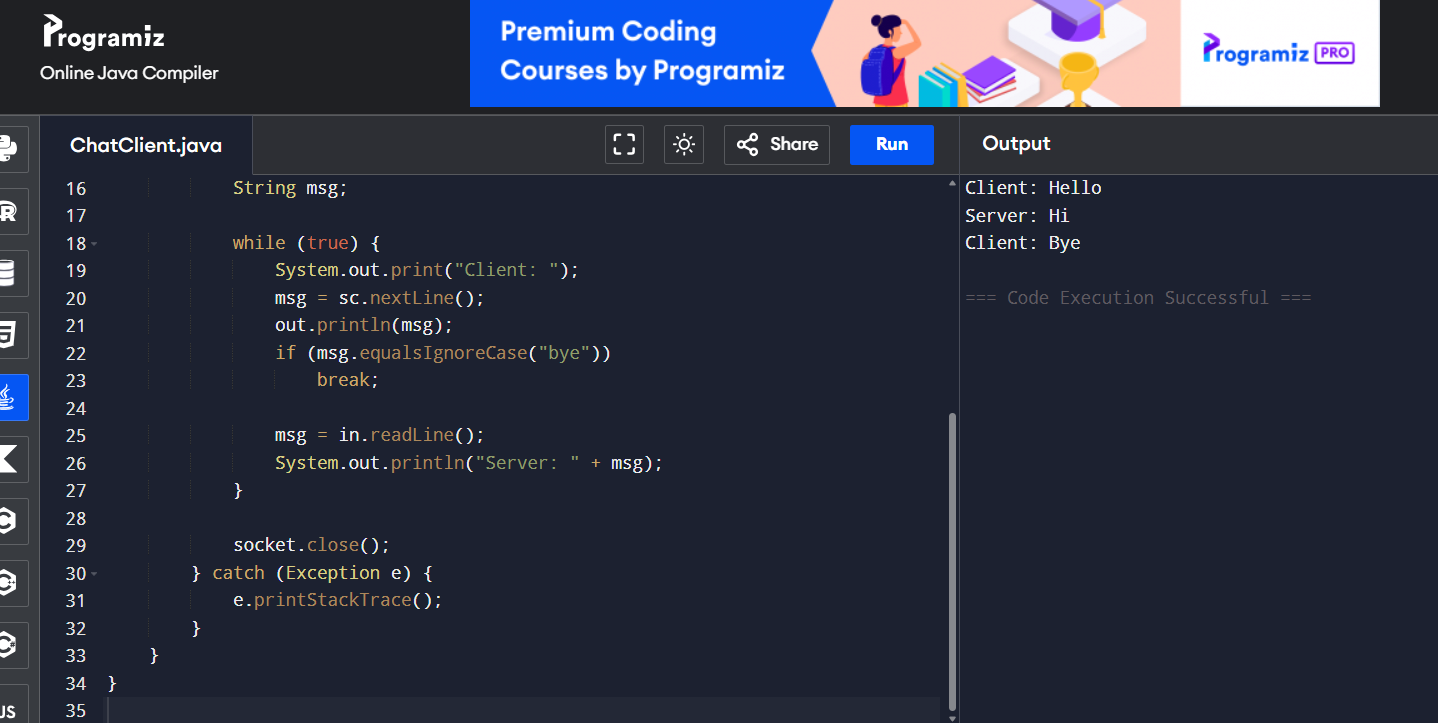 Programiz
Online Java Compiler
Premium Coding
Courses by Programiz
Programiz PRO
ChatClient.java
Share
Run
Output
16 String msg;
17
18 while (true) {
19 System.out.print("Client: ");
20 msg = sc.nextLine();
21 out.println(msg);
22 if (msg.equalsIgnoreCase("bye"))
23 break;
24
25 msg = in.readLine();
26 System.out.println("Server: " + msg);
27 }
28
29 socket.close();
30 } catch (Exception e) {
31 e.printStackTrace();
32 }
33 }
34 }
35
Client: Hello
Server: Hi
Client: Bye
=== Code Execution Successful ===
R
C
JS